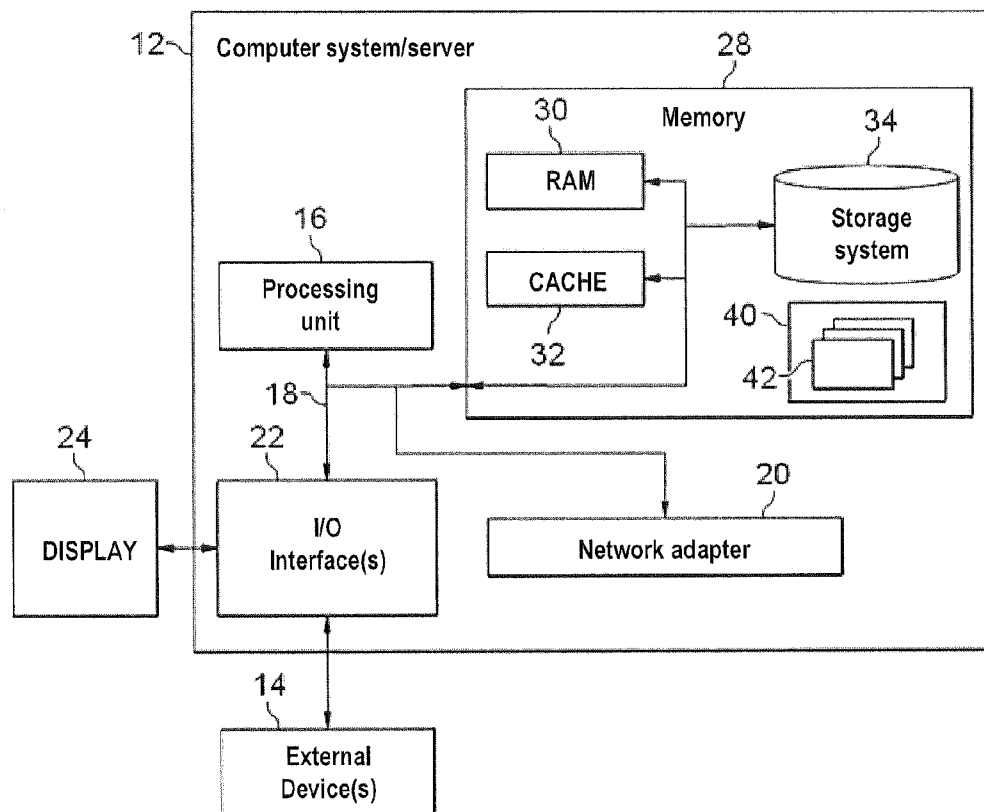 12
Computer system/server
28
Memory
30
RAM
34
Storage
system
16
Processing
unit
CACHE
32
40
42
18
24
22
20
DISPLAY
I/O
Interface(s)
Network adapter
14
External
Device(s)